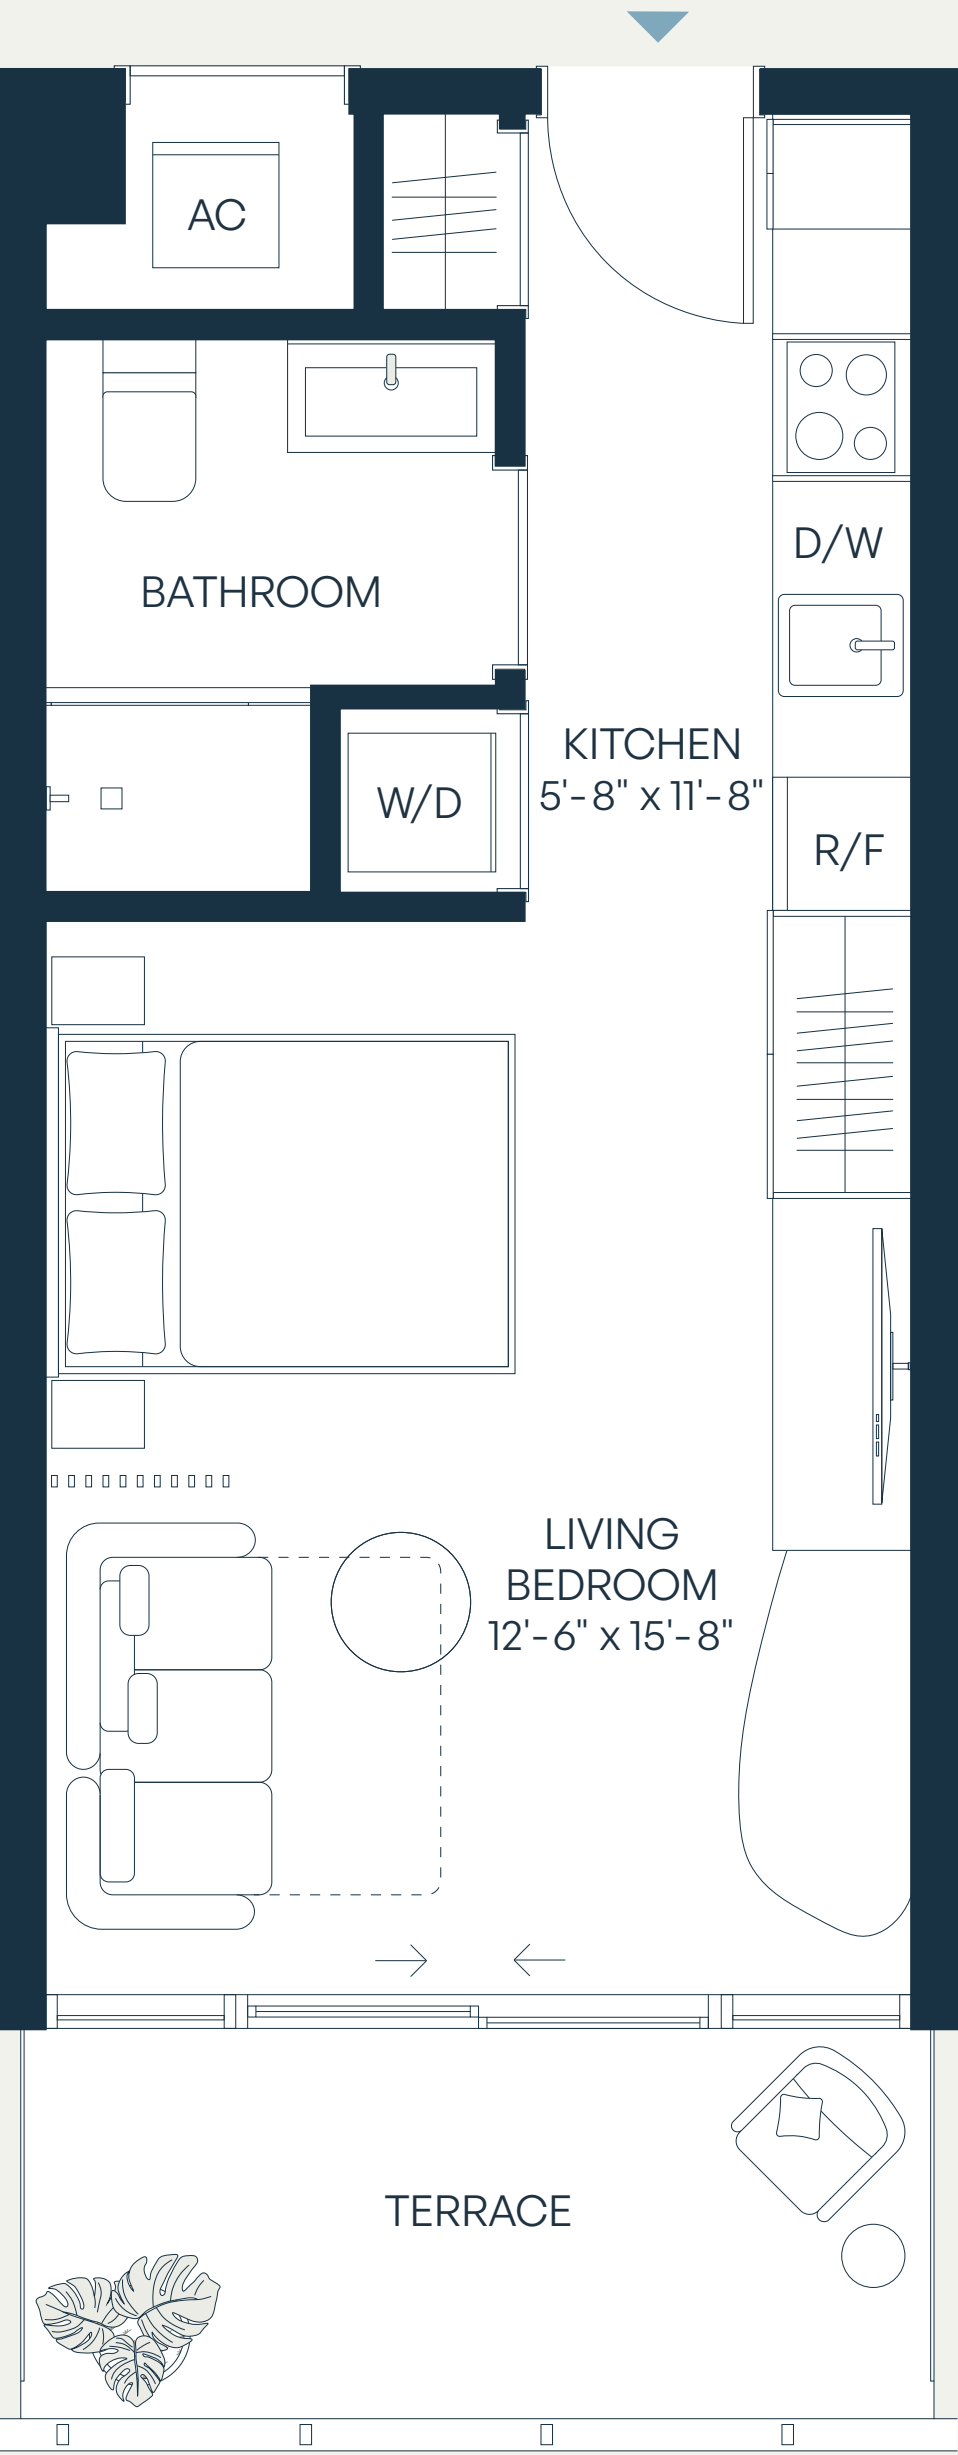 AC
D/W
BATHROOM
KITCHEN
5'-8" x 11'-8"
W/D
R/F
LIVING
BEDROOM
12'-6" x 15'-8"
TERRACE